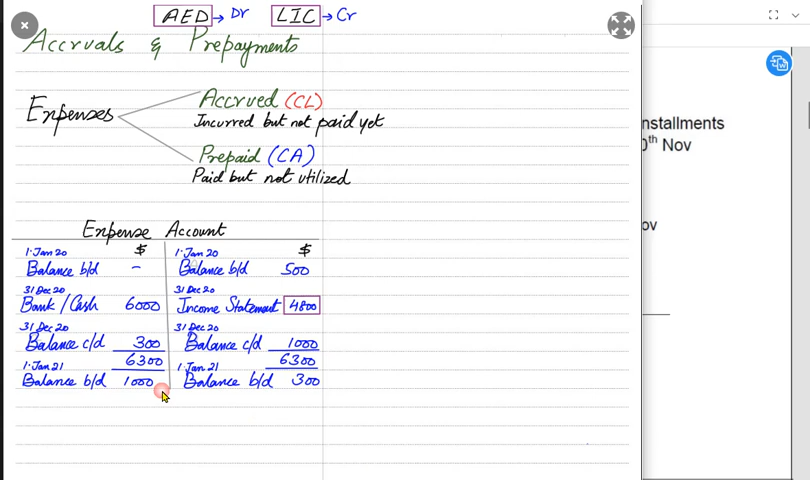 AED → Dr LIC → Cr
Accruals & Prepayments
Expenses
Accrued (CL)
Incurred but not paid yet
Prepaid (CA)
Paid but not utilized
Expense Account
1·Jan 20 $ 1·Jan 20 $
Balance b/d - Balance b/d 500
31 Dec 20 31 Dec 20
Bank/Cash 6000 Income Statement 4800
31 Dec 20 31 Dec 20
Balance c/d 300 Balance c/d 1000
6300 6300
1·Jan 21 1·Jan 21
Balance b/d 1000 Balance b/d 300
nstallments
th Nov
ov